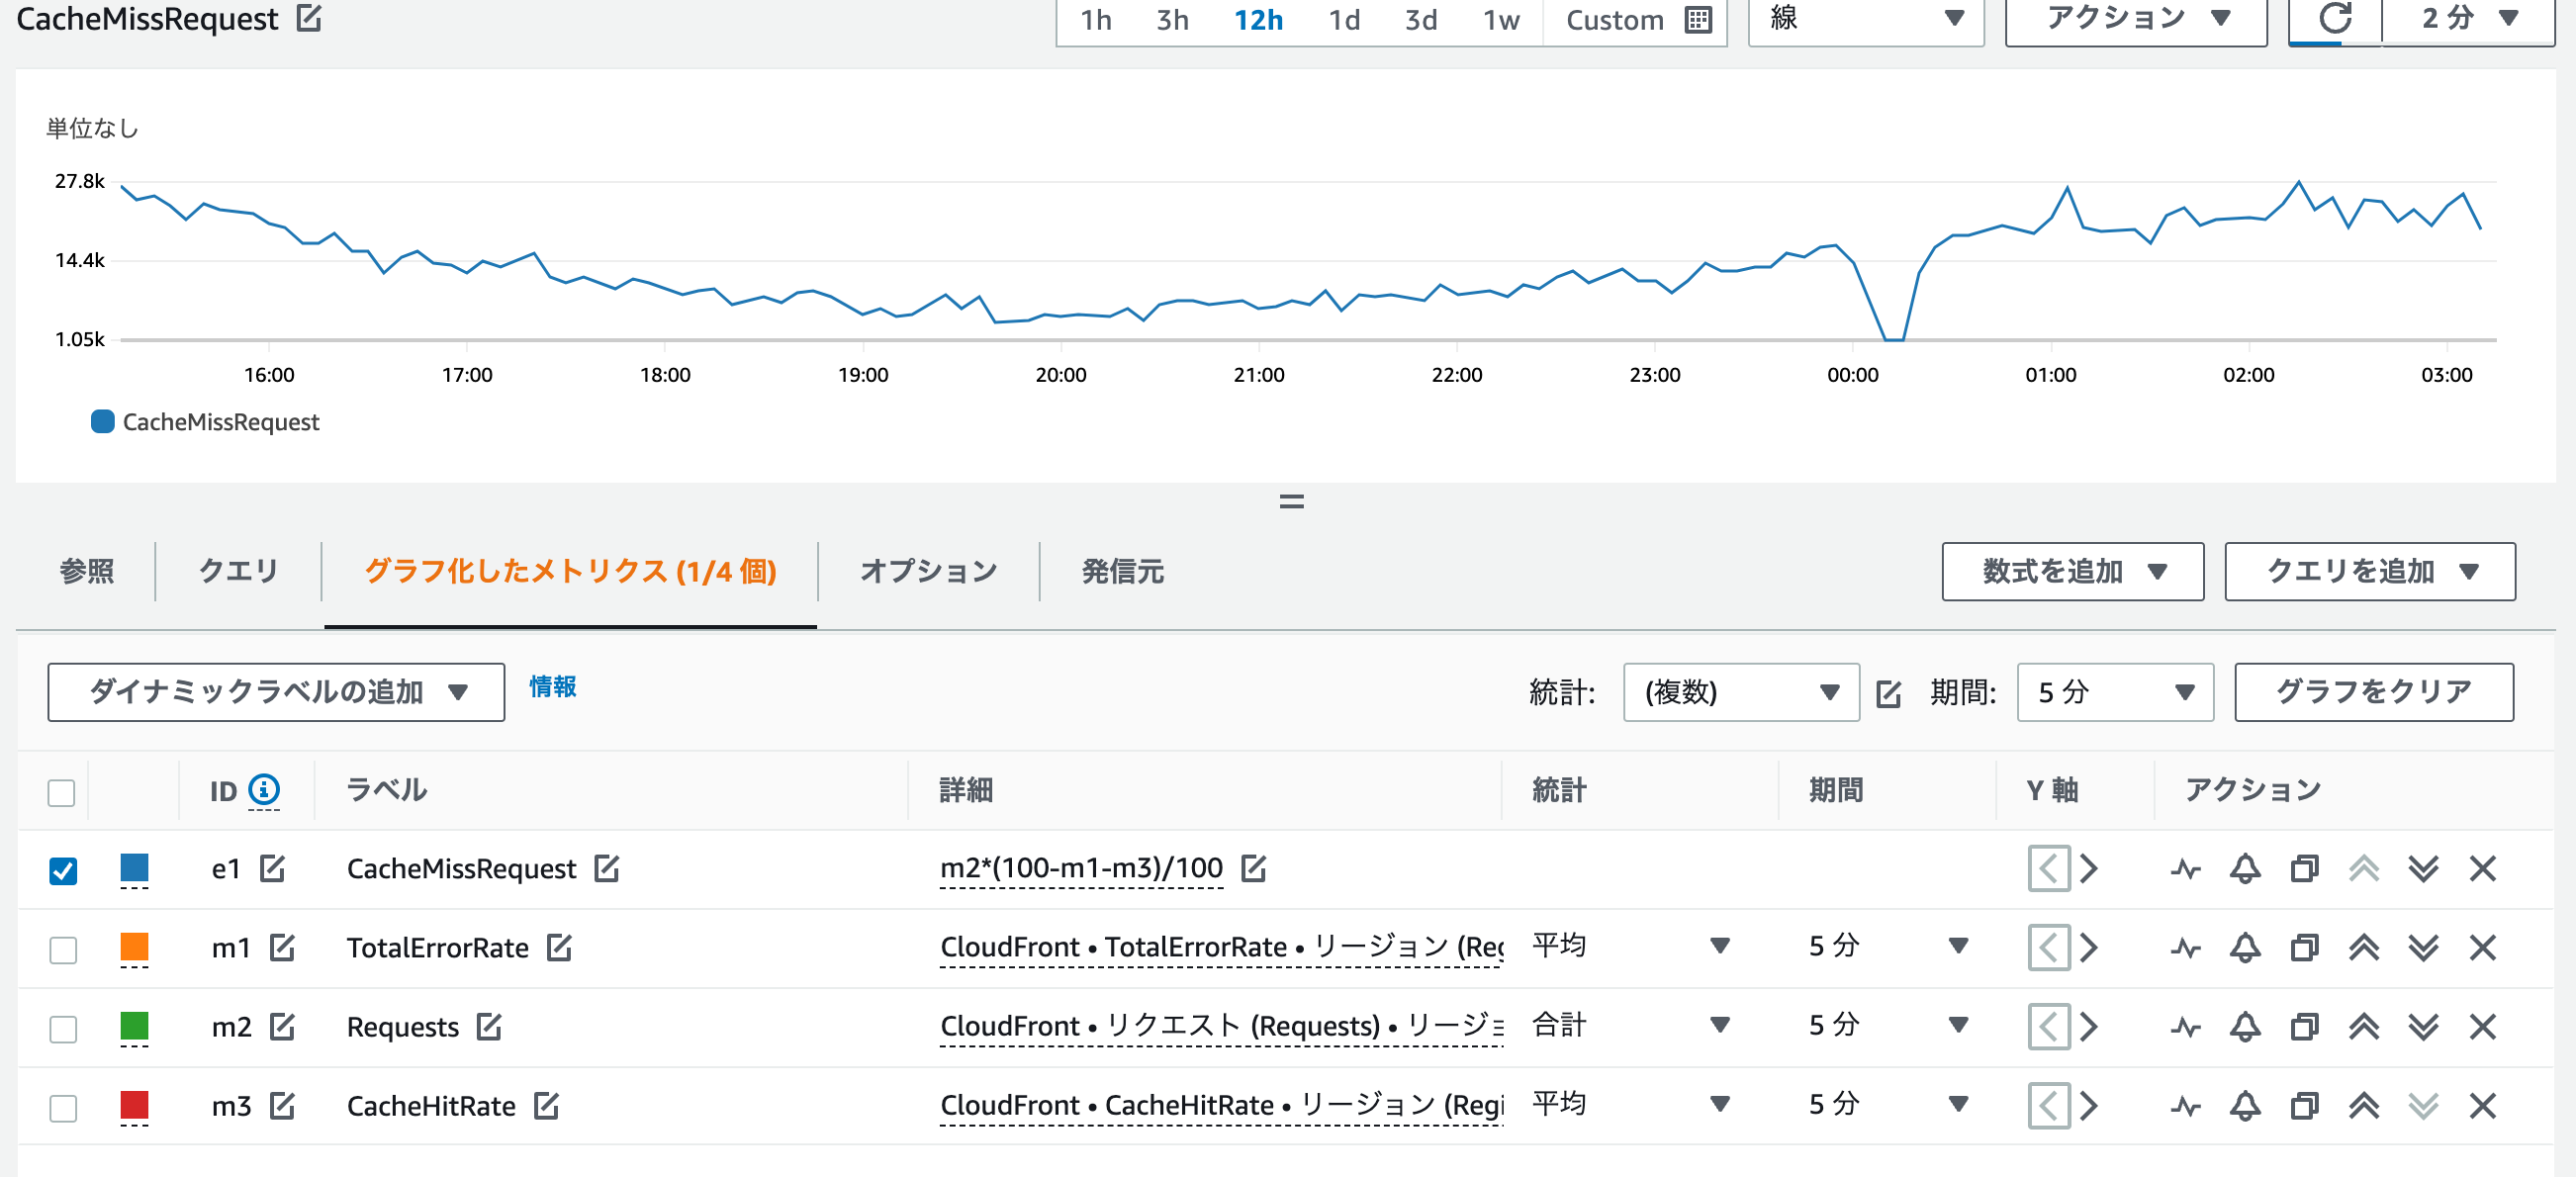 CacheMissRequest 1h 3h 12h 1d 3d 1w Custom 線 アクション 2 分
単位なし
27.8k
14.4k
1.05k
16:00 17:00 18:00 19:00 20:00 21:00 22:00 23:00 00:00 01:00 02:00 03:00
CacheMissRequest
参照 クエリ グラフ化したメトリクス (1/4 個) オプション 発信元 数式を追加 クエリを追加
ダイナミックラベルの追加 情報 統計: (複数) 期間: 5 分 グラフをクリア
ID ラベル 詳細 統計 期間 Y 軸 アクション
e1 CacheMissRequest m2*(100-m1-m3)/100
m1 TotalErrorRate CloudFront • TotalErrorRate • リージョン (Reg 平均 5 分
m2 Requests CloudFront • リクエスト (Requests) • リージョ 合計 5 分
m3 CacheHitRate CloudFront • CacheHitRate • リージョン (Regi 平均 5 分